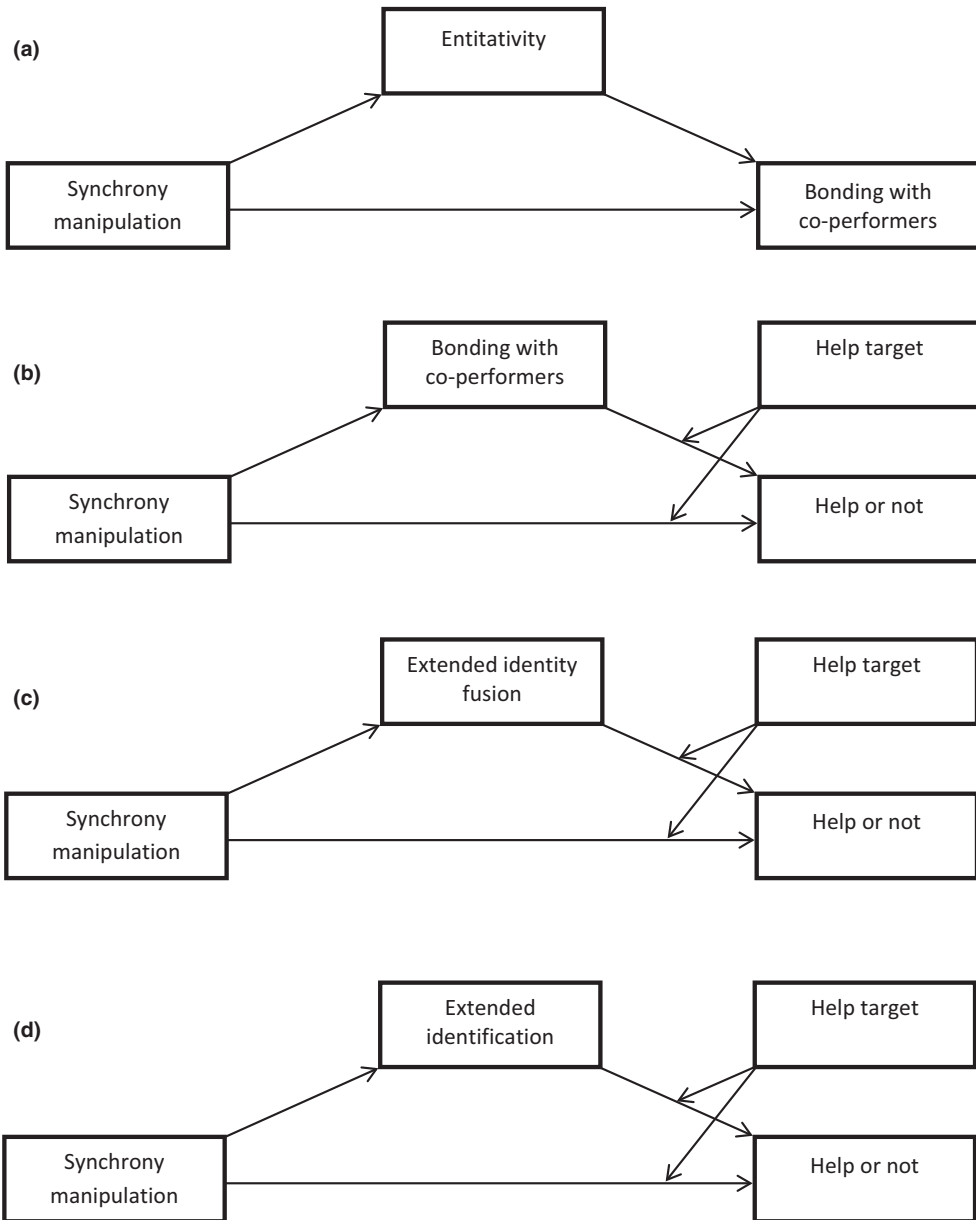 (a)
Entitativity
Synchrony
manipulation
Bonding with
co-performers
(b)
Bonding with
co-performers
Help target
Synchrony
manipulation
Help or not
(c)
Extended identity
fusion
Help target
Synchrony
manipulation
Help or not
(d)
Extended
identification
Help target
Synchrony
manipulation
Help or not